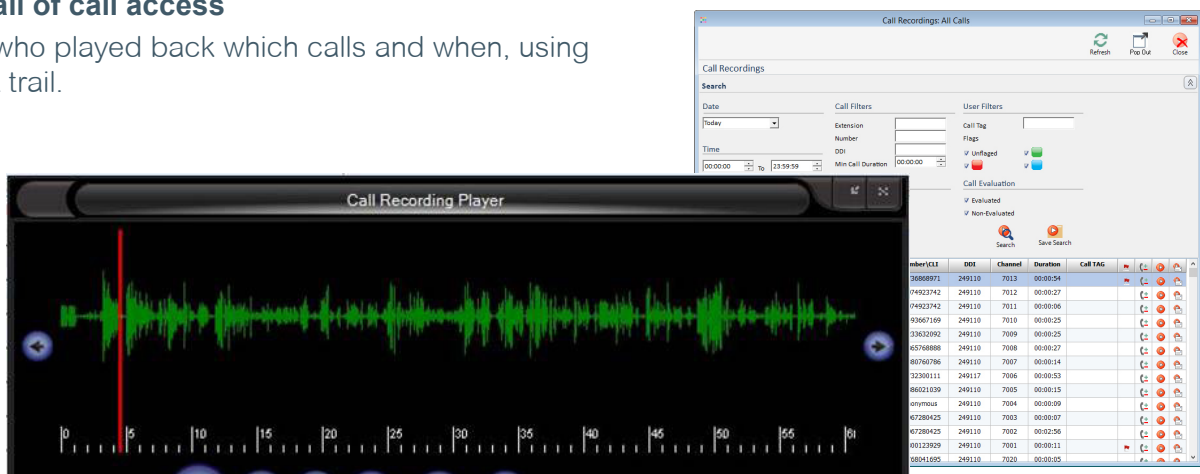 ail of call access
who played back which calls and when, using
trail.
Call Recordings: All Calls
Refresh
Pop Out
Close
Call Recordings
Search
Date
Call Filters
User Filters
Today
Extension
Call Tag
Number
Flags
Time
DDI
Unflaged
00:00:00 To 23:59:59
Min Call Duration 00:00:00
Call Evaluation
Evaluated
Non-Evaluated
Search
Save Search
mber\CLI DDI Channel Duration Call TAG
736868971 249110 7013 00:00:54
074923742 249110 7012 00:00:27
074923742 249110 7011 00:00:06
93667169 249110 7010 00:00:25
33632092 249110 7009 00:00:25
65768888 249110 7008 00:00:27
80760786 249110 7007 00:00:14
732300111 249117 7006 00:00:53
86021039 249110 7005 00:00:15
onymous 249110 7004 00:00:09
67280425 249110 7003 00:00:07
67280425 249110 7002 00:02:56
00123929 249110 7001 00:00:11
768041695 249110 7020 00:00:05
Call Recording Player
0 5 10 15 20 25 30 35 40 45 50 55